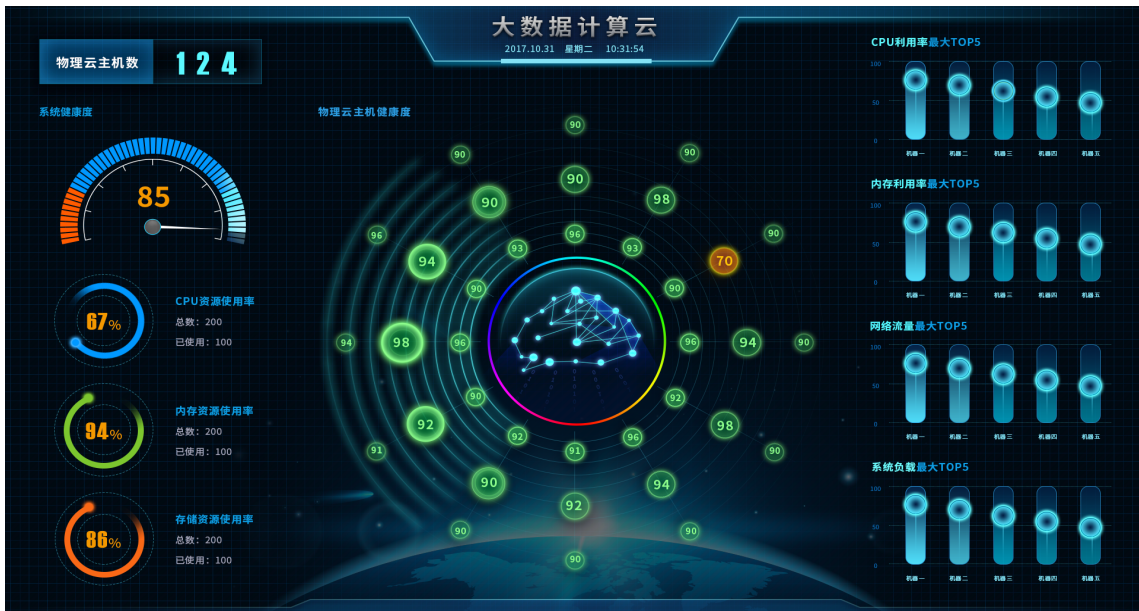 大数据计算云
2017.10.31 星期二 10:31:54
物理云主机数 124
系统健康度
85
CPU资源使用率
67%
总数: 200
已使用: 100
内存资源使用率
94%
总数: 200
已使用: 100
存储资源使用率
86%
总数: 200
已使用: 100
物理云主机健康度
90
90 90
90
90 98
96 90
96
93 93
94 70
90 90
94 98 96 96 94 90
90 92
92 98
92 96
91 91 90
90 94
92
90 90
90
CPU利用率最大TOP5
100
50
0
机器一 机器二 机器三 机器四 机器五
内存利用率最大TOP5
100
50
0
机器一 机器二 机器三 机器四 机器五
网络流量最大TOP5
100
50
0
机器一 机器二 机器三 机器四 机器五
系统负载最大TOP5
100
50
0
机器一 机器二 机器三 机器四 机器五